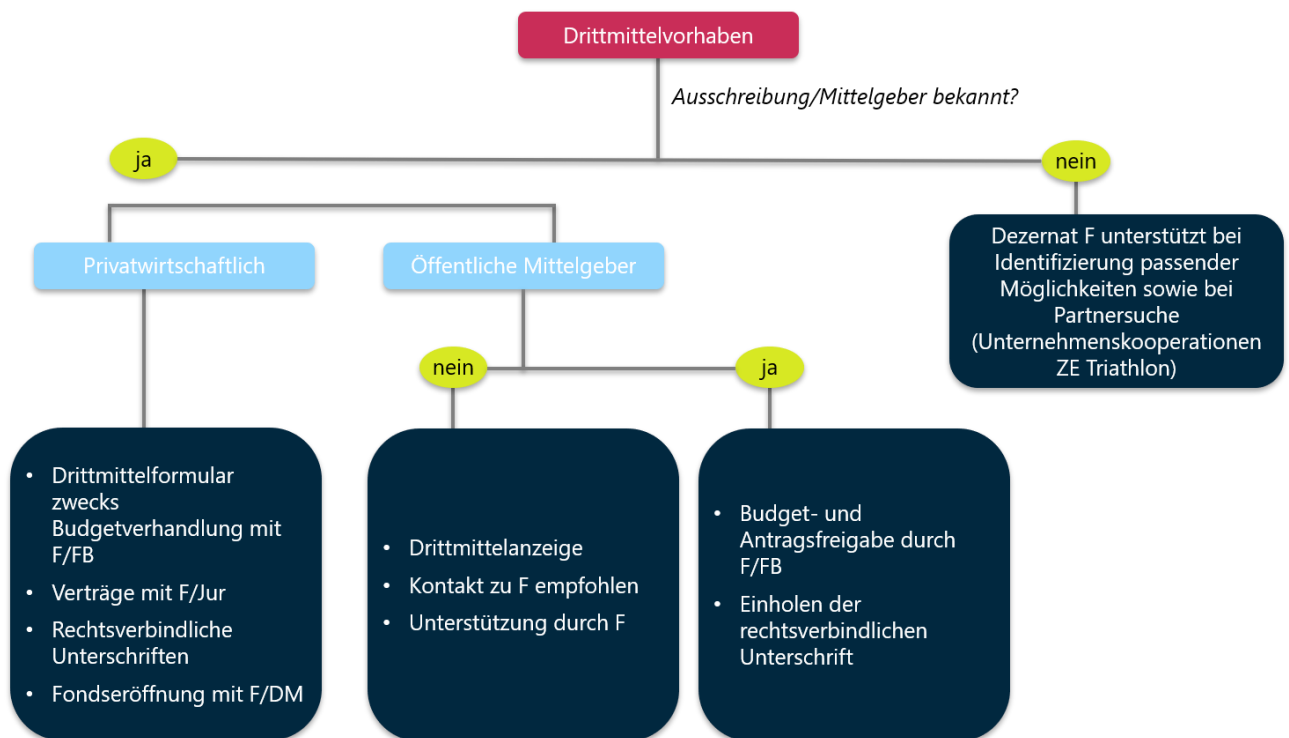 Drittmittelvorhaben
Ausschreibung/Mittelgeber bekannt?
ja
nein
Privatwirtschaftlich
Öffentliche Mittelgeber
Dezernat F unterstützt bei
Identifizierung passender
Möglichkeiten sowie bei
Partnersuche
(Unternehmenskooperationen
ZE Triathlon)
nein
ja
• Drittmittelformular
zwecks
Budgetverhandlung mit
F/FB
• Verträge mit F/Jur
• Rechtsverbindliche
Unterschriften
• Fondseröffnung mit F/DM
• Drittmittelanzeige
• Kontakt zu F empfohlen
• Unterstützung durch F
• Budget- und
Antragsfreigabe durch
F/FB
• Einholen der
rechtsverbindlichen
Unterschrift